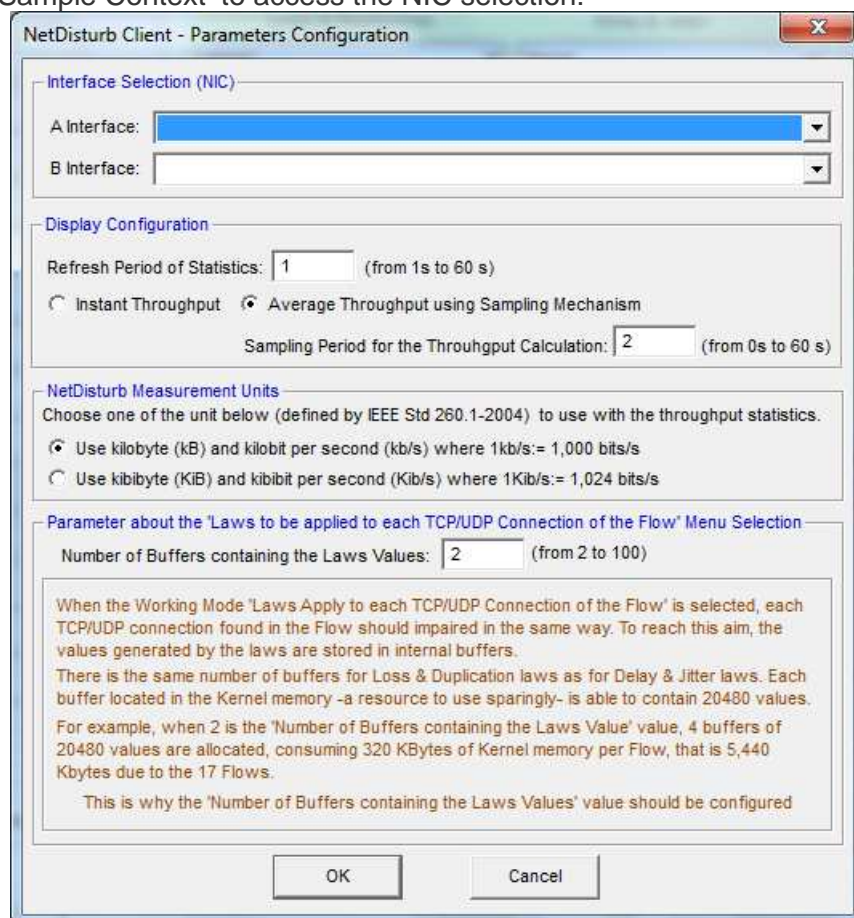 Sample Context' to access the NIC selection.
NetDisturb Client - Parameters Configuration
Interface Selection (NIC)
A Interface:
B Interface:
Display Configuration
Refresh Period of Statistics: 1 (from 1s to 60 s)
Instant Throughput Average Throughput using Sampling Mechanism
Sampling Period for the Throuhgput Calculation: 2 (from 0s to 60 s)
NetDisturb Measurement Units
Choose one of the unit below (defined by IEEE Std 260.1-2004) to use with the throughput statistics.
Use kilobyte (kB) and kilobit per second (kb/s) where 1kb/s:= 1,000 bits/s
Use kibibyte (KiB) and kibibit per second (Kib/s) where 1Kib/s:= 1,024 bits/s
Parameter about the 'Laws to be applied to each TCP/UDP Connection of the Flow' Menu Selection
Number of Buffers containing the Laws Values: 2 (from 2 to 100)
When the Working Mode 'Laws Apply to each TCP/UDP Connection of the Flow' is selected, each
TCP/UDP connection found in the Flow should impaired in the same way. To reach this aim, the
values generated by the laws are stored in internal buffers.
There is the same number of buffers for Loss & Duplication laws as for Delay & Jitter laws. Each
buffer located in the Kernel memory -a resource to use sparingly- is able to contain 20480 values.
For example, when 2 is the 'Number of Buffers containing the Laws Value' value, 4 buffers of
20480 values are allocated, consuming 320 KBytes of Kernel memory per Flow, that is 5,440
Kbytes due to the 17 Flows.
This is why the 'Number of Buffers containing the Laws Values' value should be configured
OK Cancel